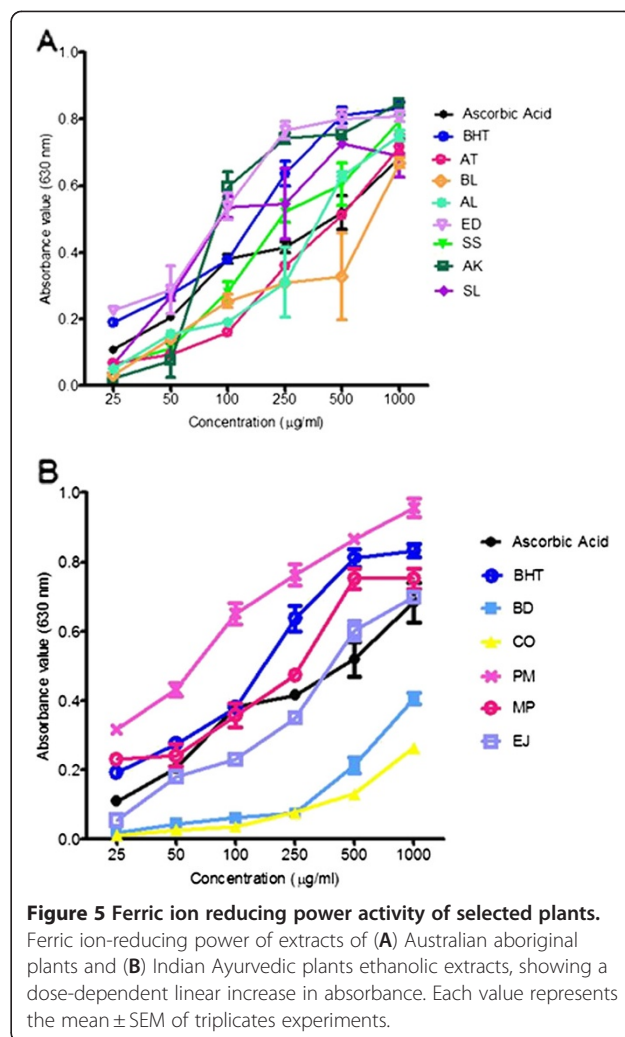 A
Absorbance value (630 nm)
1.0
0.8
0.6
0.4
0.2
0.0
25 50 100 250 500 1000
Concentration (µg/ml)
Ascorbic Acid
BHT
AT
BL
AL
ED
SS
AK
SL
B
Absorbance value (630 nm)
1.0
0.8
0.6
0.4
0.2
0.0
25 50 100 250 500 1000
Concentration (µg/ml)
Ascorbic Acid
BHT
BD
CO
PM
MP
EJ
Figure 5 Ferric ion reducing power activity of selected plants.
Ferric ion-reducing power of extracts of (A) Australian aboriginal
plants and (B) Indian Ayurvedic plants ethanolic extracts, showing a
dose-dependent linear increase in absorbance. Each value represents
the mean ± SEM of triplicates experiments.